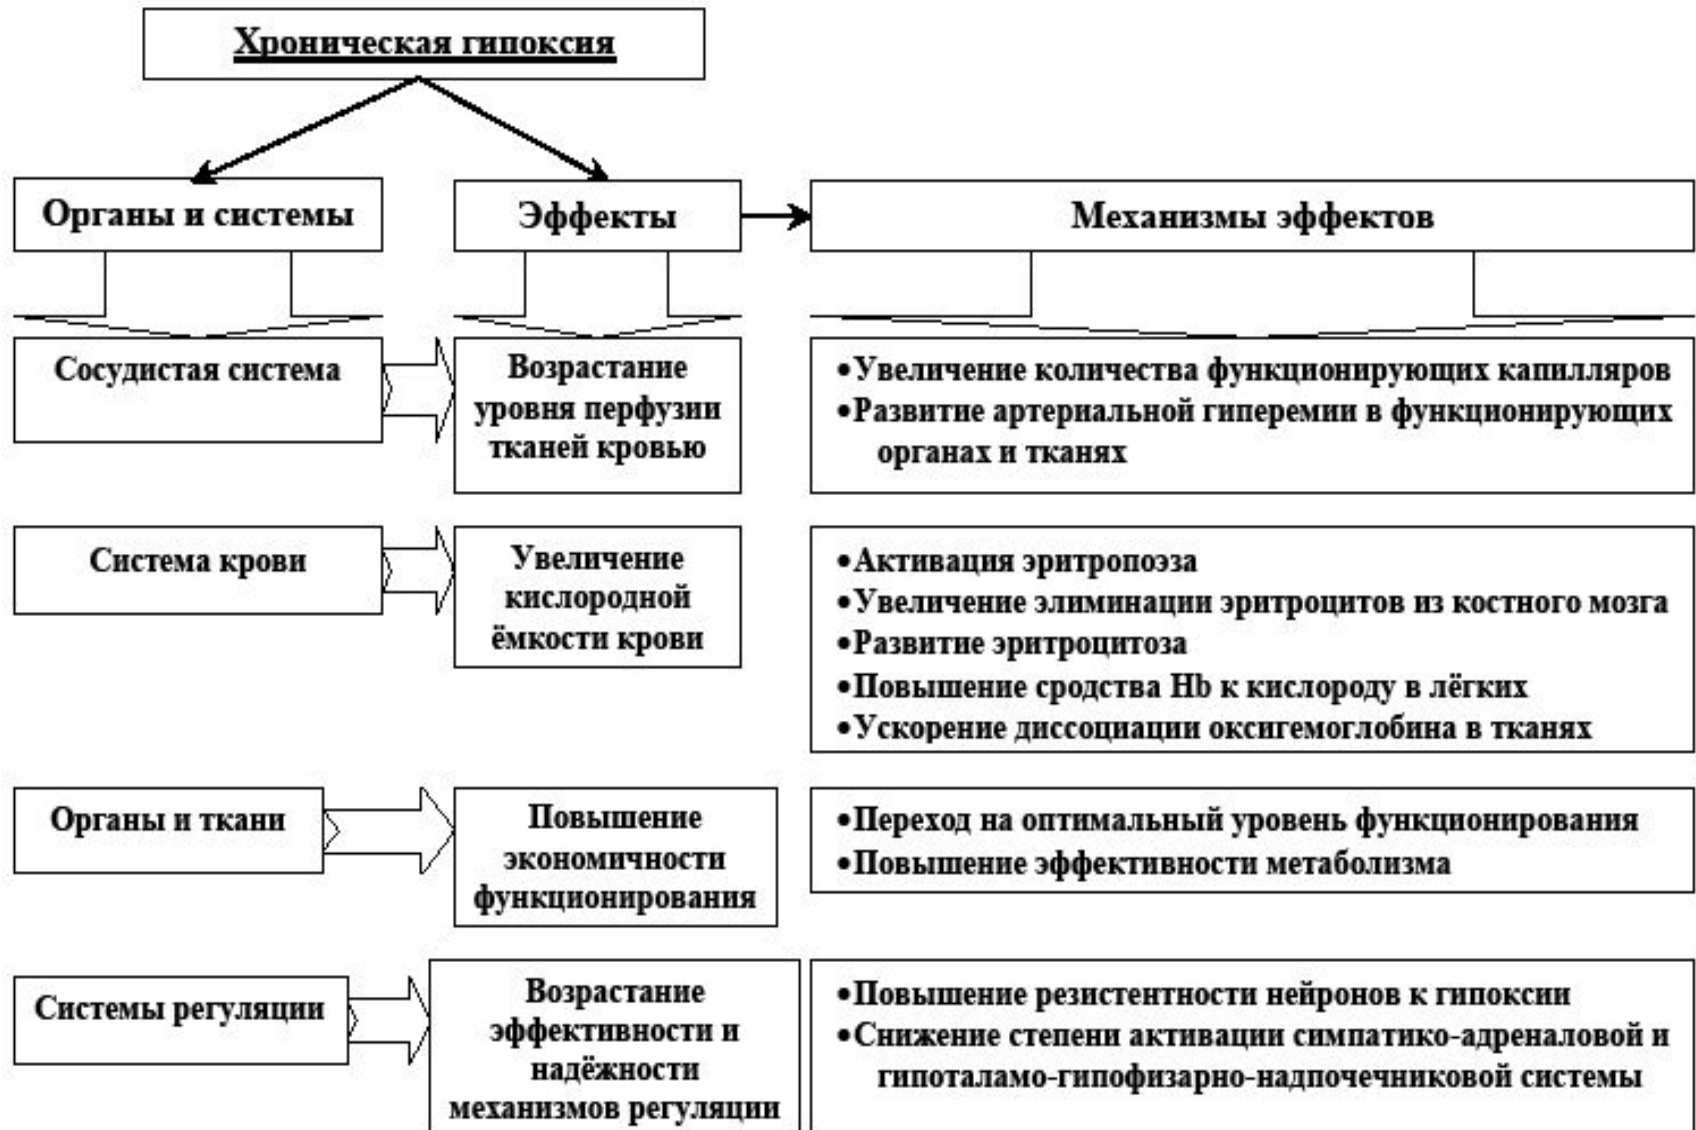 Хроническая гипоксия
Органы и системы
Эффекты
Механизмы эффектов
Сосудистая система
Возрастание
уровня перфузии
тканей кровью
•Увеличение количества функционирующих капилляров
•Развитие артериальной гиперемии в функционирующих
органах и тканях
Система крови
Увеличение
кислородной
ёмкости крови
•Активация эритропоэза
•Увеличение элиминации эритроцитов из костного мозга
•Развитие эритроцитоза
•Повышение сродства Hb к кислороду в лёгких
•Ускорение диссоциации оксигемоглобина в тканях
Органы и ткани
Повышение
экономичности
функционирования
•Переход на оптимальный уровень функционирования
•Повышение эффективности метаболизма
Системы регуляции
Возрастание
эффективности и
надёжности
механизмов регуляции
•Повышение резистентности нейронов к гипоксии
•Снижение степени активации симпатико-адреналовой и
гипоталамо-гипофизарно-надпочечниковой системы